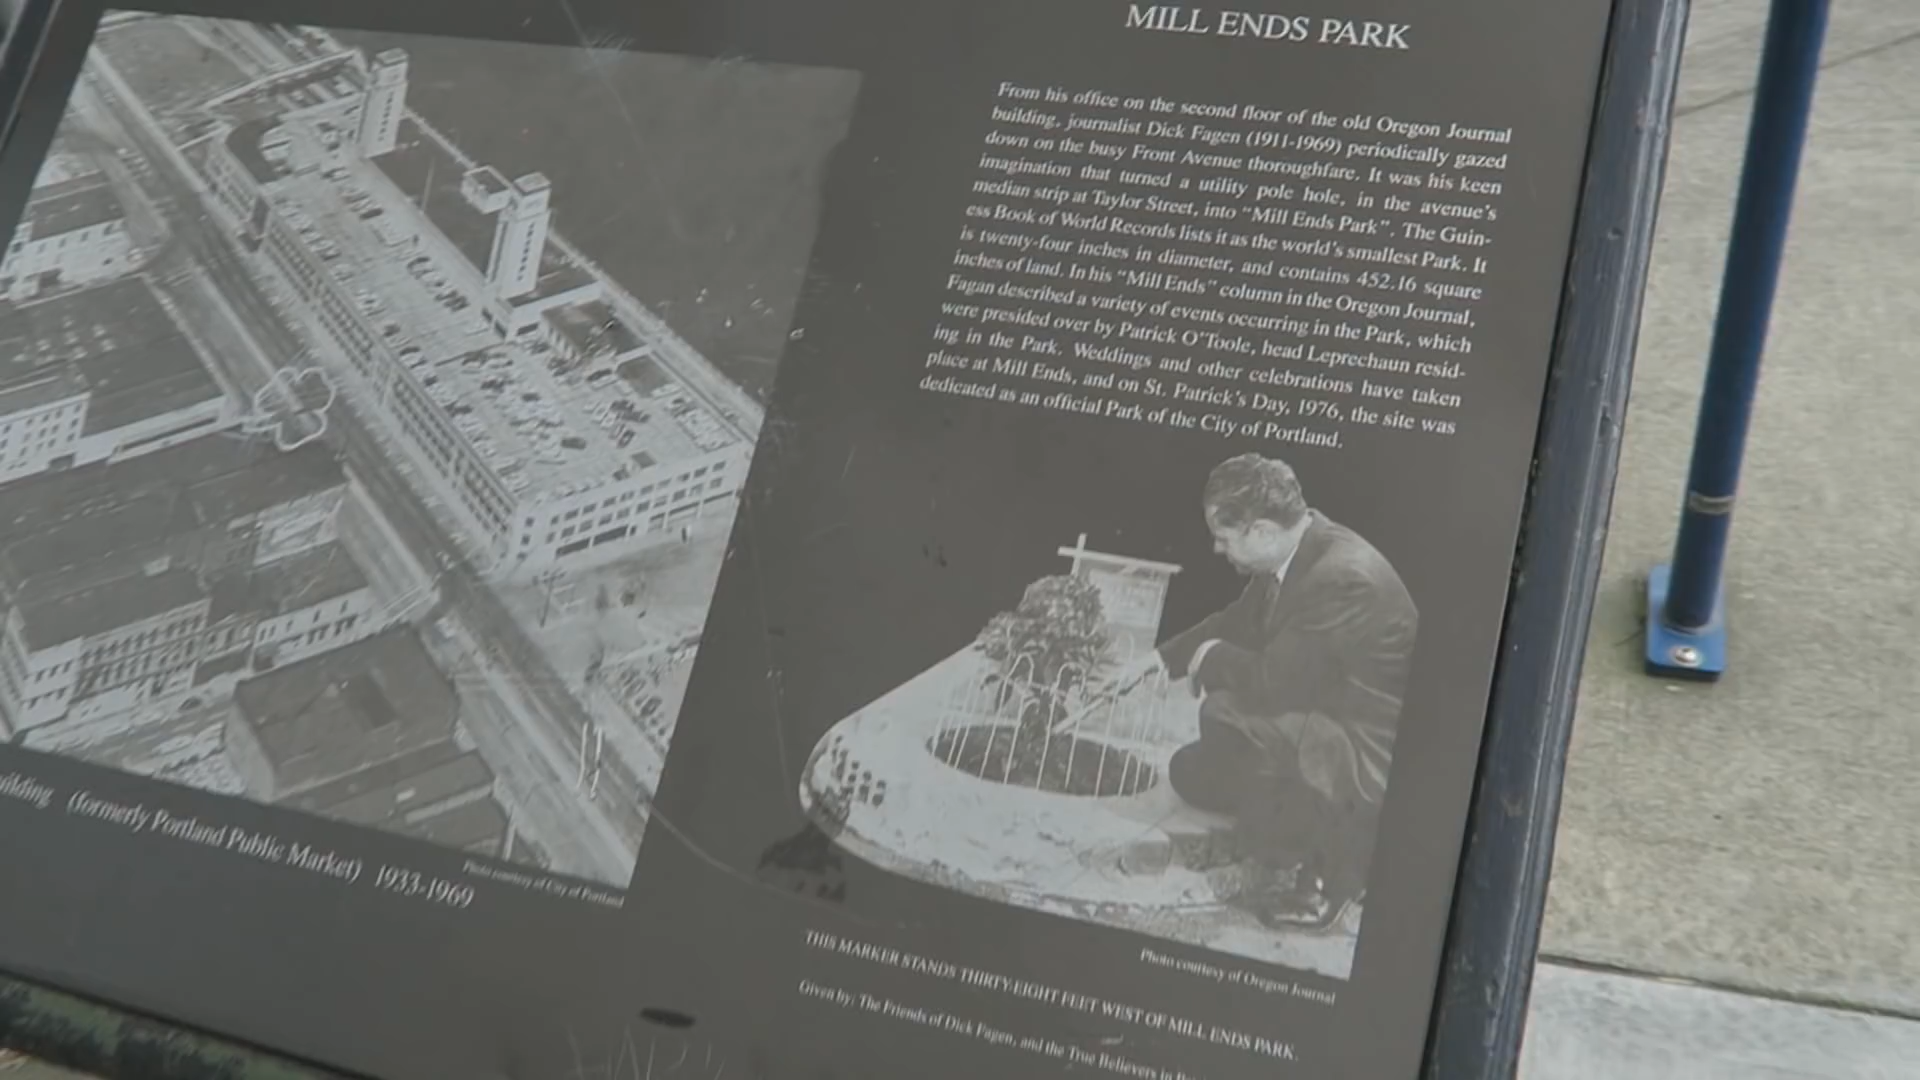 MILL ENDS PARK
From his office on the second floor of the old Oregon Journal
building, journalist Dick Fagen (1911-1969) periodically gazed
down on the busy Front Avenue thoroughfare. It was his keen
imagination that turned a utility pole hole, in the avenue's
median strip at Taylor Street, into "Mill Ends Park". The Guin-
ess Book of World Records lists it as the world's smallest Park. It
is twenty-four inches in diameter, and contains 452.16 square
inches of land. In his "Mill Ends" column in the Oregon Journal,
Fagan described a variety of events occurring in the Park, which
were presided over by Patrick O'Toole, head Leprechaun resid-
ing in the Park. Weddings and other celebrations have taken
place at Mill Ends, and on St. Patrick's Day, 1976, the site was
dedicated as an official Park of the City of Portland.
(formerly Portland Public Market) 1933-1969
Photo courtesy of City of Portland
Photo courtesy of Oregon Journal
THIS MARKER STANDS THIRTY-EIGHT FEET WEST OF MILL ENDS PARK.
Given by: The Friends of Dick Fagen, and the True Believers in